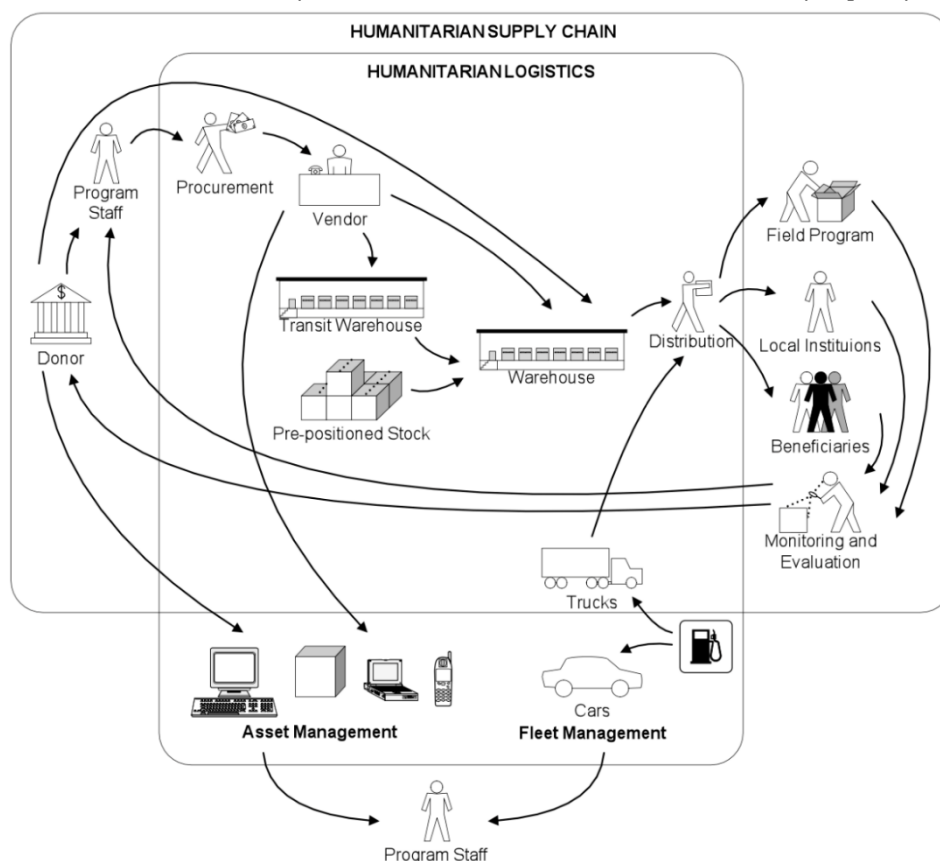 HUMANITARIAN SUPPLY CHAIN
HUMANITARIAN LOGISTICS
Program
Staff
Procurement
Vendor
Field Program
$
Donor
Transit Warehouse
Warehouse
Distribution
Local Instituions
Pre-positioned Stock
Beneficiaries
Monitoring and
Evaluation
Trucks
Cars
Asset Management
Fleet Management
Program Staff